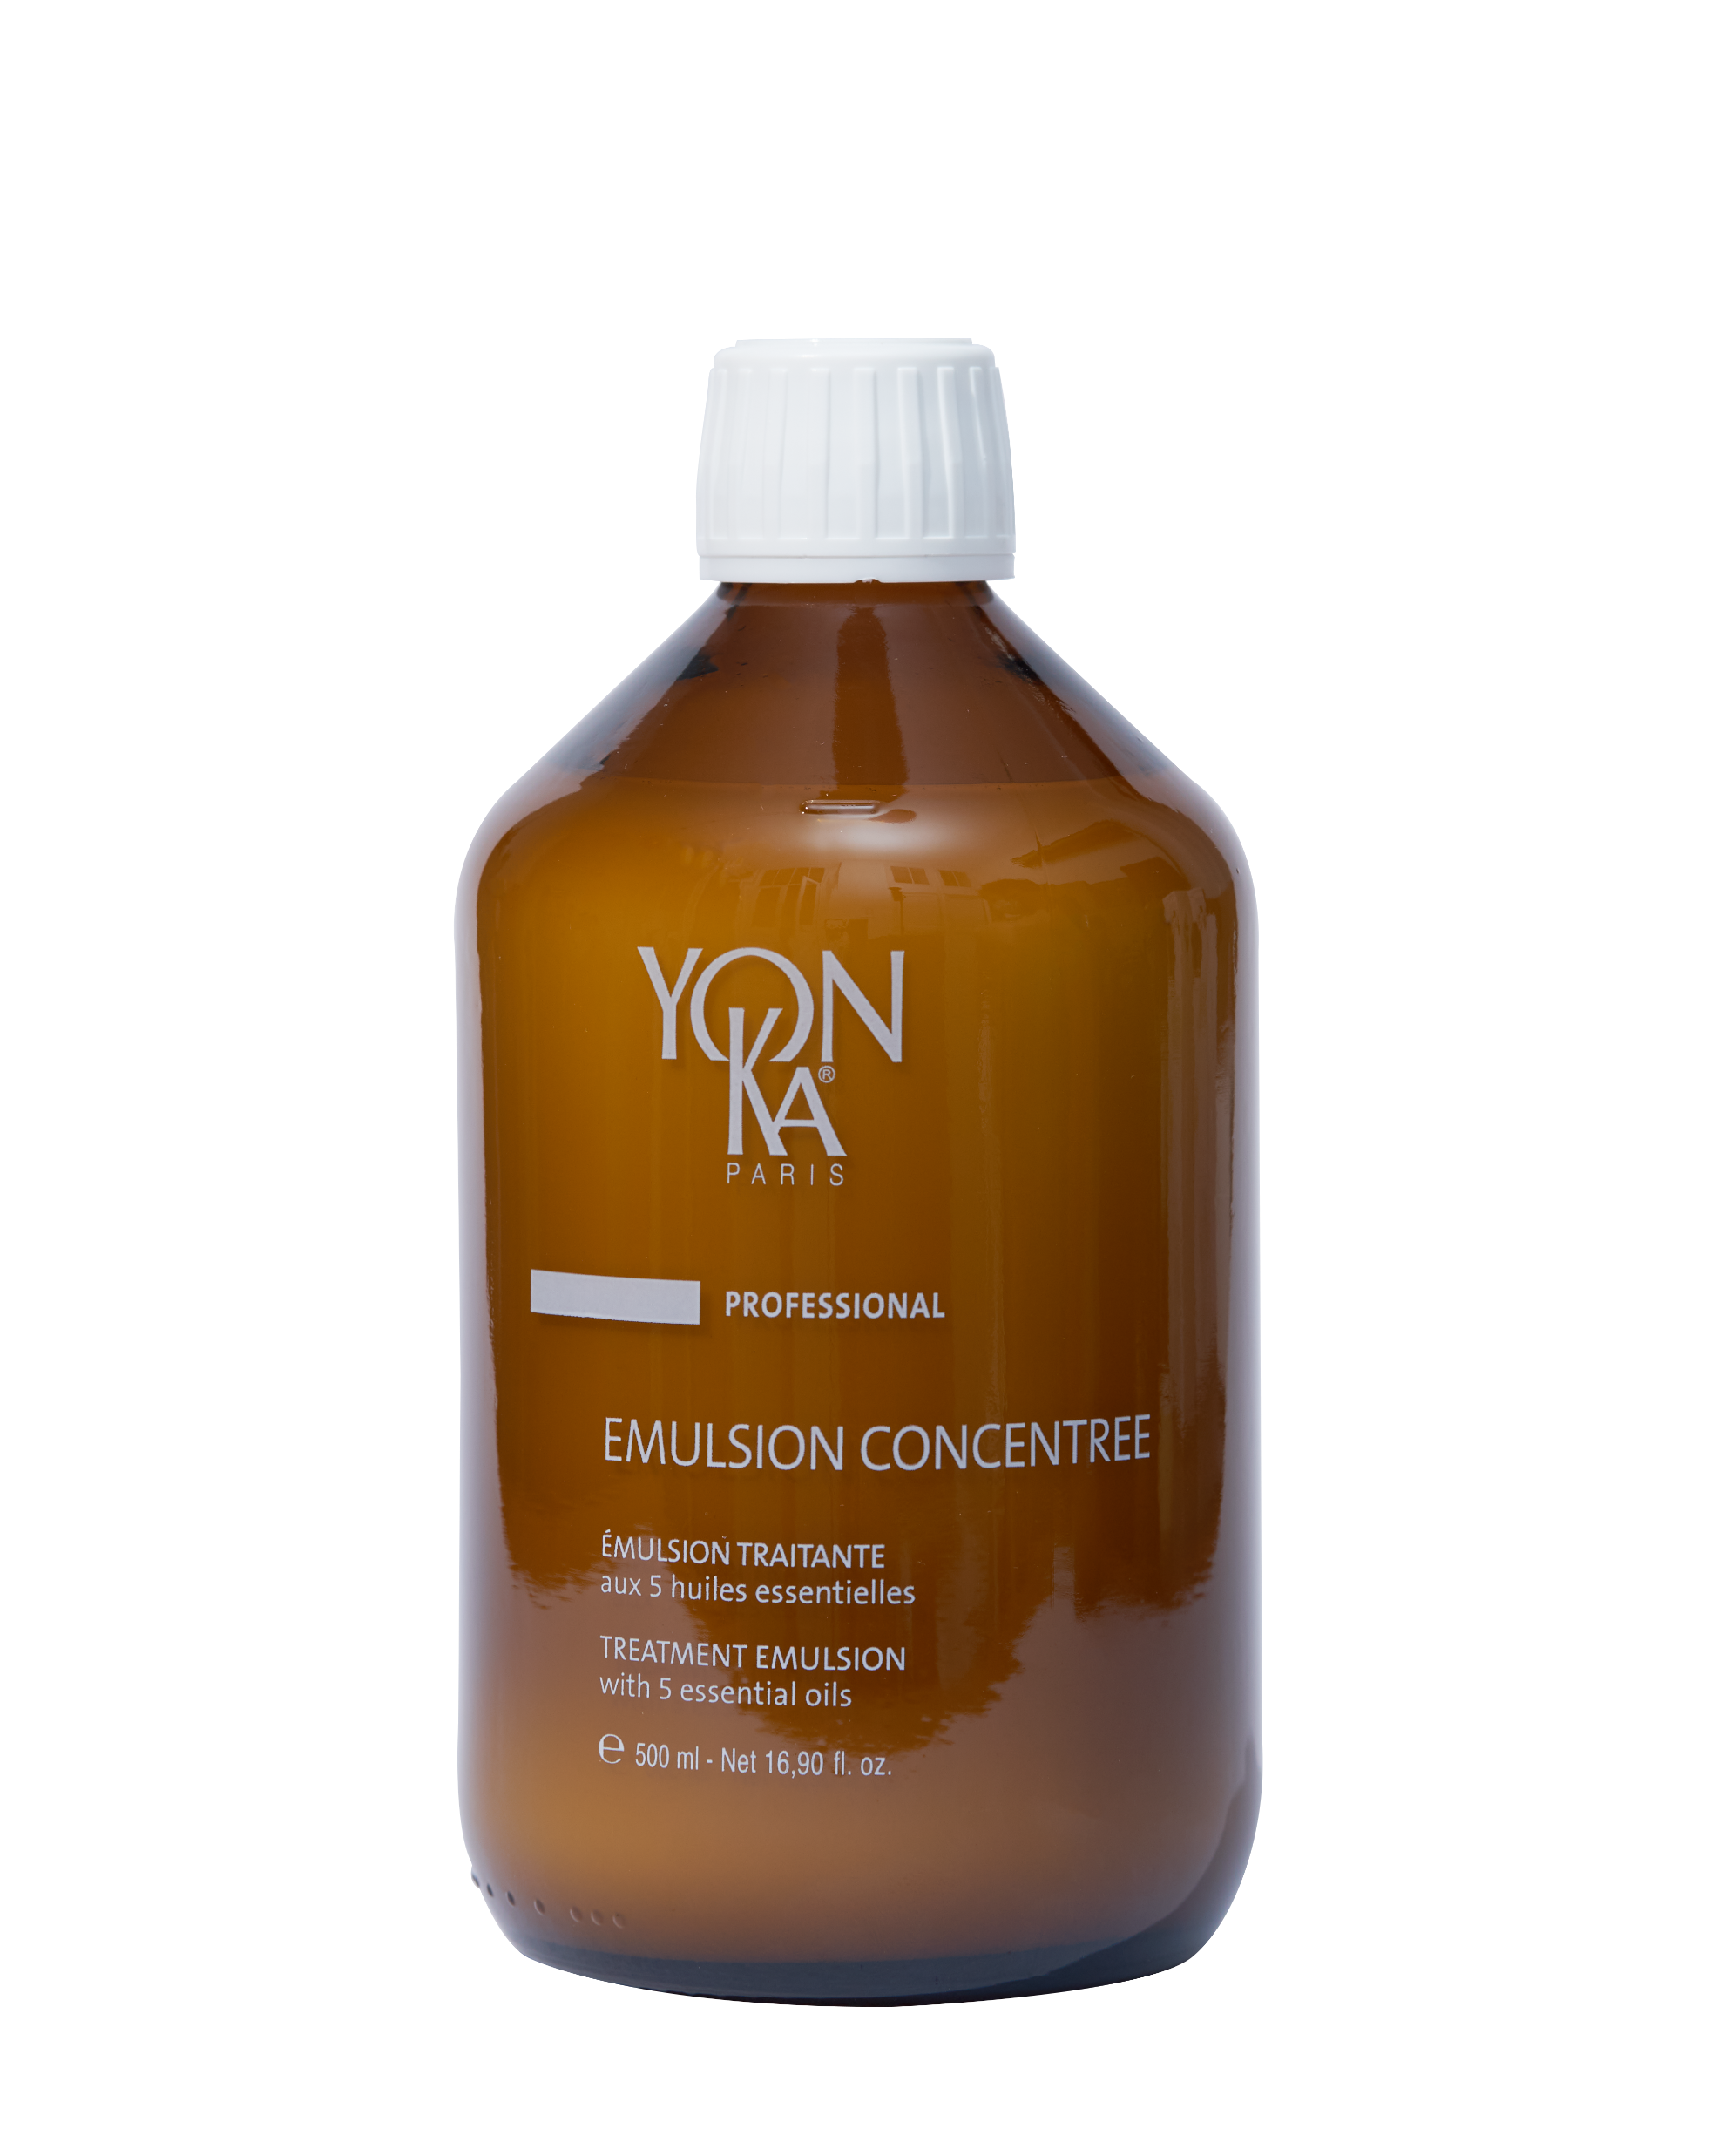 YON
KA®
PARIS
PROFESSIONAL
EMULSION CONCENTREE
ÉMULSION TRAITANTE
aux 5 huiles essentielles
TREATMENT EMULSION
with 5 essential oils
℮ 500 ml - Net 16,90 fl. oz.